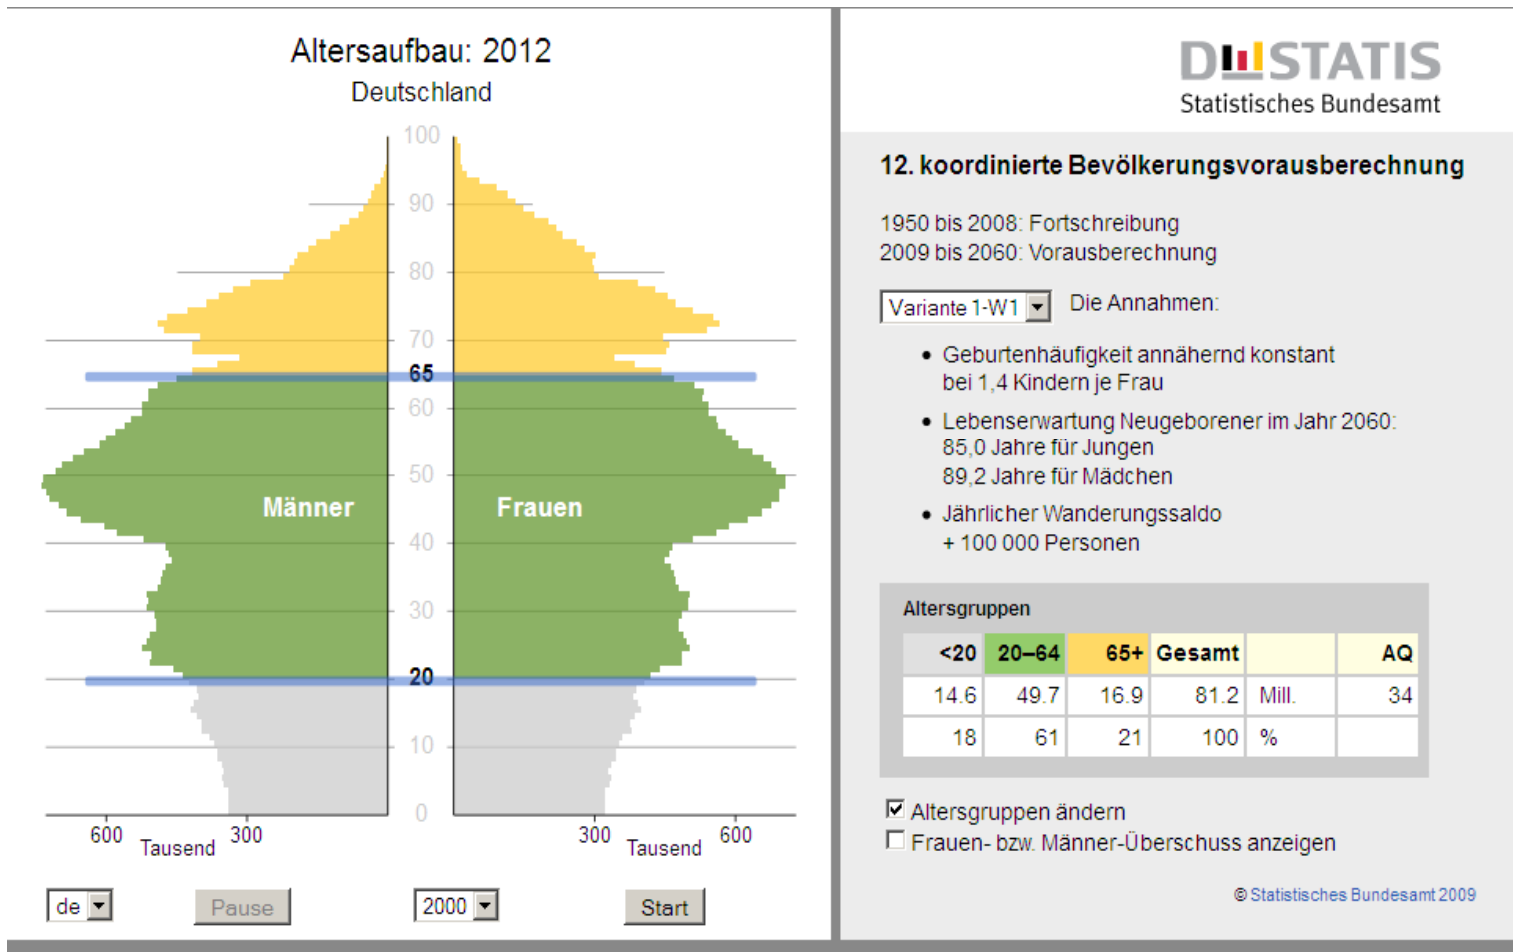 Altersaufbau: 2012
Deutschland
100
90
80
70
65
60
50
Männer
Frauen
40
30
20
10
0
600
300
Tausend
300
600
Tausend
de
Pause
2000
Start
DESTATIS
Statistisches Bundesamt
12. koordinierte Bevölkerungsvorausberechnung
1950 bis 2008: Fortschreibung
2009 bis 2060: Vorausberechnung
Variante 1-W1 Die Annahmen:
• Geburtenhäufigkeit annähernd konstant
bei 1,4 Kindern je Frau
• Lebenserwartung Neugeborener im Jahr 2060:
85,0 Jahre für Jungen
89,2 Jahre für Mädchen
• Jährlicher Wanderungssaldo
+ 100 000 Personen
Altersgruppen
<20 20–64 65+ Gesamt AQ
14.6 49.7 16.9 81.2 Mill. 34
18 61 21 100 %
Altersgruppen ändern
Frauen- bzw. Männer-Überschuss anzeigen
© Statistisches Bundesamt 2009